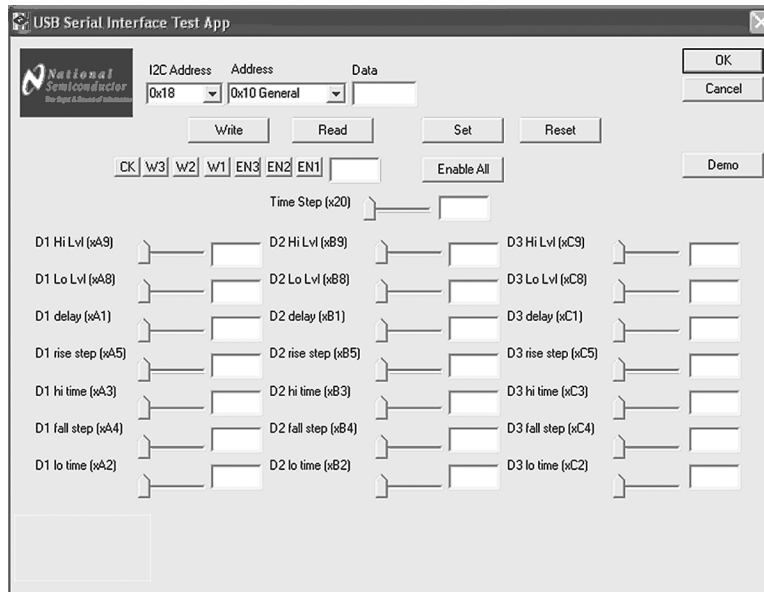 USB Serial Interface Test App
National
Semiconductor
The Sight & Sound of Information
I2C Address Address Data
0x18 0x10 General
OK
Cancel
Write Read Set Reset
CK W3 W2 W1 EN3 EN2 EN1 Enable All Demo
Time Step (x20)
D1 Hi Lvl (xA9) D2 Hi Lvl (xB9) D3 Hi Lvl (xC9)
D1 Lo Lvl (xA8) D2 Lo Lvl (xB8) D3 Lo Lvl (xC8)
D1 delay (xA1) D2 delay (xB1) D3 delay (xC1)
D1 rise step (xA5) D2 rise step (xB5) D3 rise step (xC5)
D1 hi time (xA3) D2 hi time (xB3) D3 hi time (xC3)
D1 fall step (xA4) D2 fall step (xB4) D3 fall step (xC4)
D1 lo time (xA2) D2 lo time (xB2) D3 lo time (xC2)